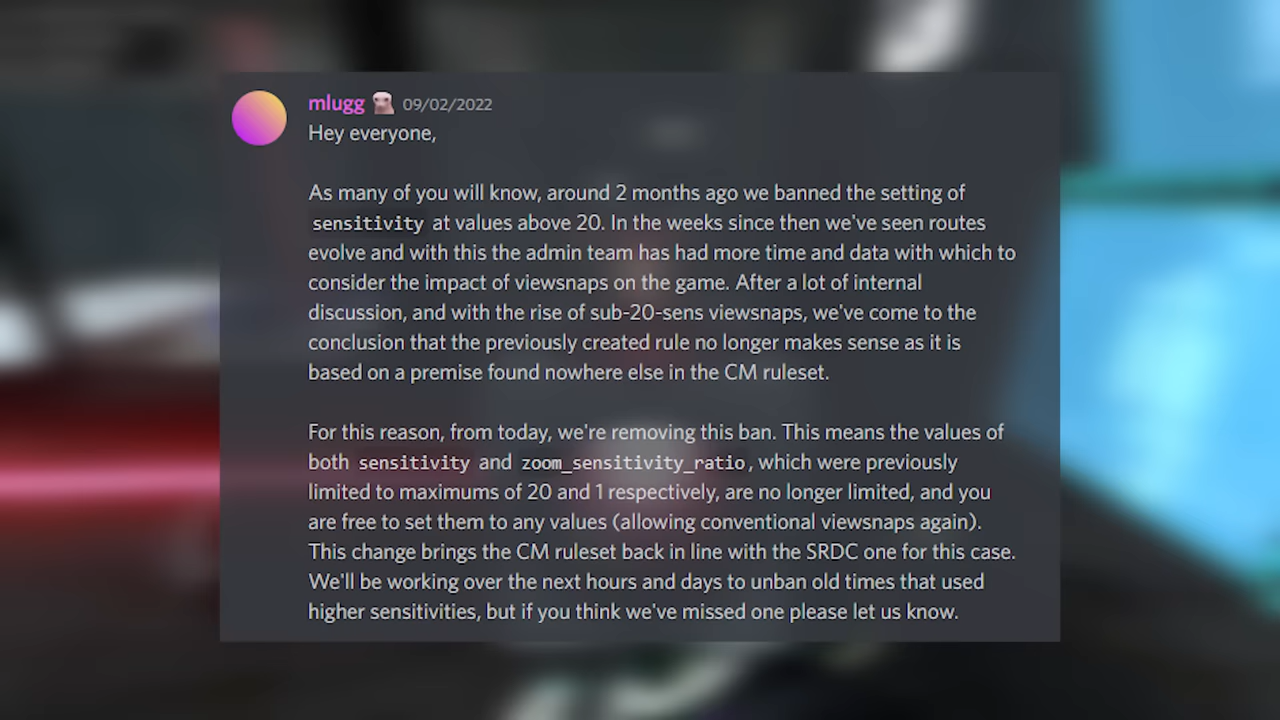 mlugg 09/02/2022
Hey everyone,
As many of you will know, around 2 months ago we banned the setting of
sensitivity at values above 20. In the weeks since then we've seen routes
evolve and with this the admin team has had more time and data with which to
consider the impact of viewsnaps on the game. After a lot of internal
discussion, and with the rise of sub-20-sens viewsnaps, we've come to the
conclusion that the previously created rule no longer makes sense as it is
based on a premise found nowhere else in the CM ruleset.
For this reason, from today, we're removing this ban. This means the values of
both sensitivity and zoom_sensitivity_ratio, which were previously
limited to maximums of 20 and 1 respectively, are no longer limited, and you
are free to set them to any values (allowing conventional viewsnaps again).
This change brings the CM ruleset back in line with the SRDC one for this case.
We'll be working over the next hours and days to unban old times that used
higher sensitivities, but if you think we've missed one please let us know.